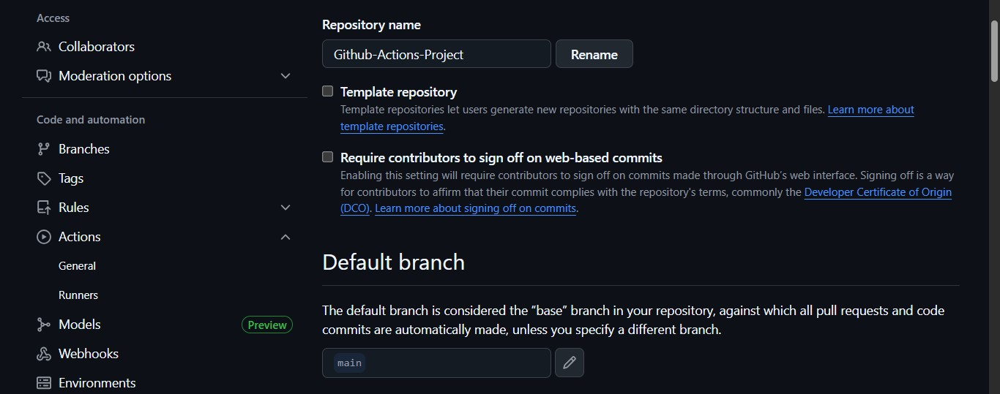 Access
Collaborators
Moderation options
Code and automation
Branches
Tags
Rules
Actions
General
Runners
Models
Preview
Webhooks
Environments
Repository name
Github-Actions-Project
Rename
Template repository
Template repositories let users generate new repositories with the same directory structure and files. Learn more about
template repositories.
Require contributors to sign off on web-based commits
Enabling this setting will require contributors to sign off on commits made through GitHub's web interface. Signing off is a way
for contributors to affirm that their commit complies with the repository's terms, commonly the Developer Certificate of Origin
(DCO). Learn more about signing off on commits.
Default branch
The default branch is considered the “base” branch in your repository, against which all pull requests and code
commits are automatically made, unless you specify a different branch.
main